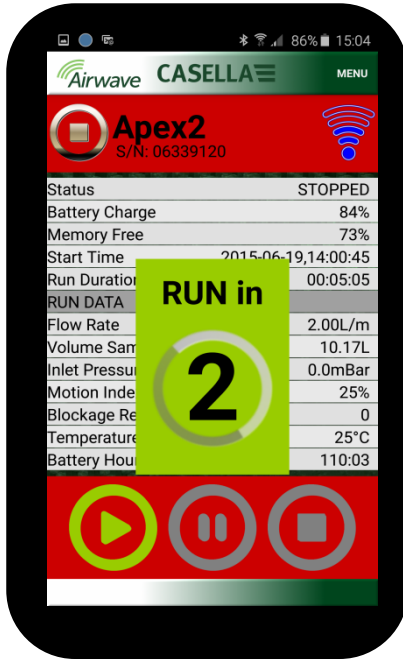 86% 15:04
Airwave CASELLA MENU
Apex2
S/N: 06339120
Status STOPPED
Battery Charge 84%
Memory Free 73%
Start Time 2015-06-19,14:00:45
Run Duration 00:05:05
RUN DATA
RUN in
2
Flow Rate 2.00L/m
Volume Sam 10.17L
Inlet Pressu 0.0mBar
Motion Inde 25%
Blockage Re 0
Temperature 25°C
Battery Hou 110:03